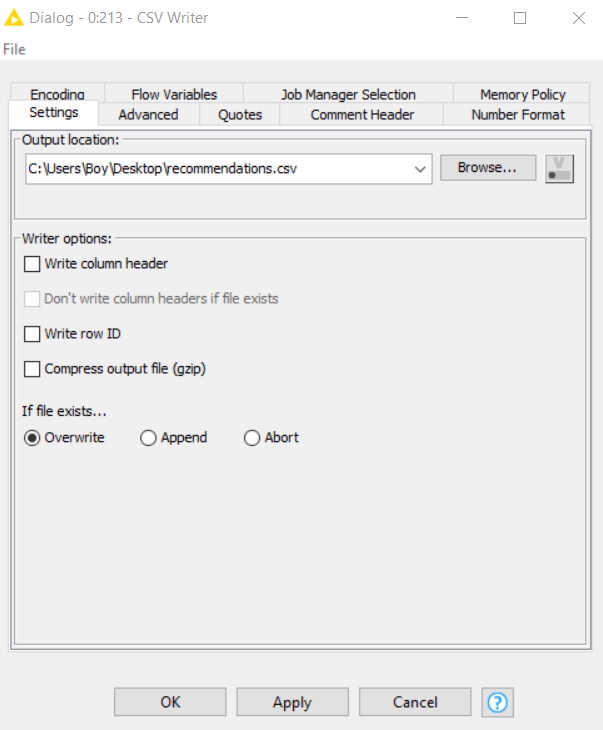 Dialog - 0:213 - CSV Writer
File
Encoding Flow Variables Job Manager Selection Memory Policy
Settings Advanced Quotes Comment Header Number Format
Output location:
C:\Users\Boy\Desktop\recommendations.csv Browse... V
Writer options:
Write column header
Don't write column headers if file exists
Write row ID
Compress output file (gzip)
If file exists...
Overwrite Append Abort
OK Apply Cancel ?